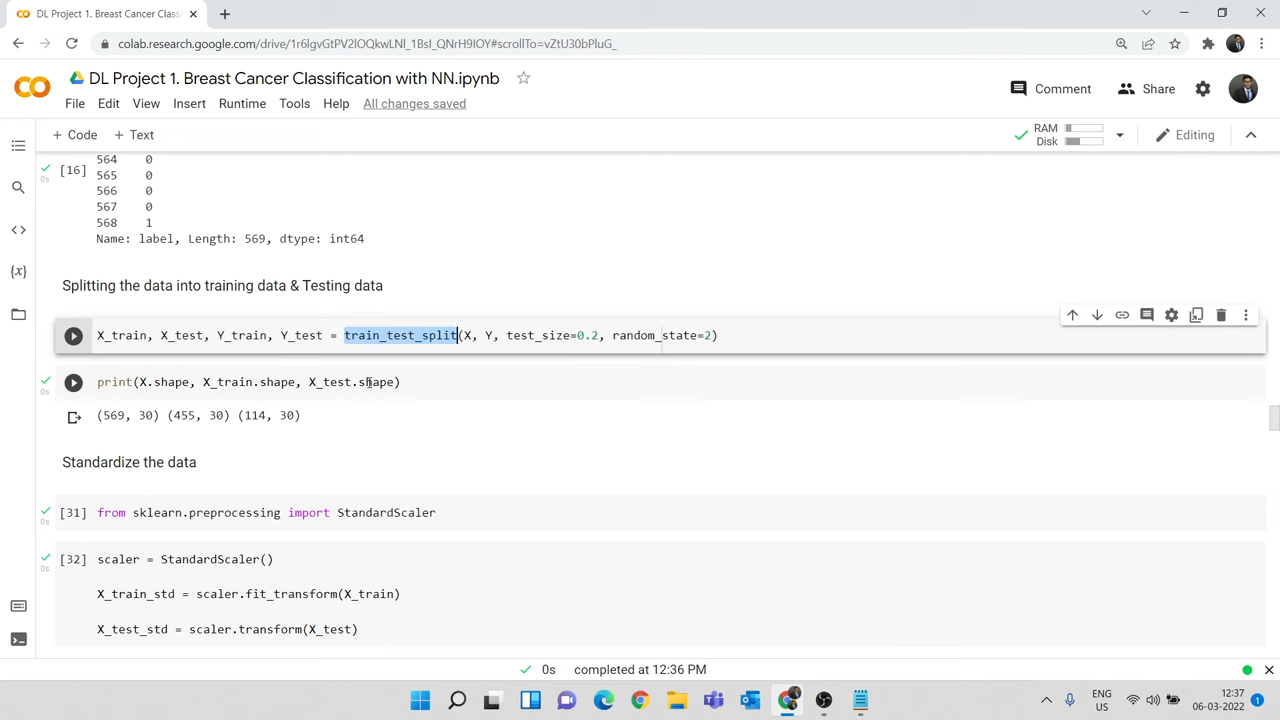 DL Project 1. Breast Cancer Class
colab.research.google.com/drive/1r6lgvGtPV2lOQkwLNl_1BsI_QNrH9IOY#scrollTo=vZtU30bPluG_
DL Project 1. Breast Cancer Classification with NN.ipynb
Comment
Share
File Edit View Insert Runtime Tools Help All changes saved
+ Code + Text
RAM
Disk
Editing
564 0
[16]
565 0
566 0
567 0
568 1
0s
Name: label, Length: 569, dtype: int64
Splitting the data into training data & Testing data
X_train, X_test, Y_train, Y_test = train_test_split(X, Y, test_size=0.2, random_state=2)
print(X.shape, X_train.shape, X_test.shape)
0s
(569, 30) (455, 30) (114, 30)
Standardize the data
[31] from sklearn.preprocessing import StandardScaler
0s
[32] scaler = StandardScaler()
0s
X_train_std = scaler.fit_transform(X_train)
X_test_std = scaler.transform(X_test)
0s completed at 12:36 PM
ENG
US
12:37
06-03-2022
1